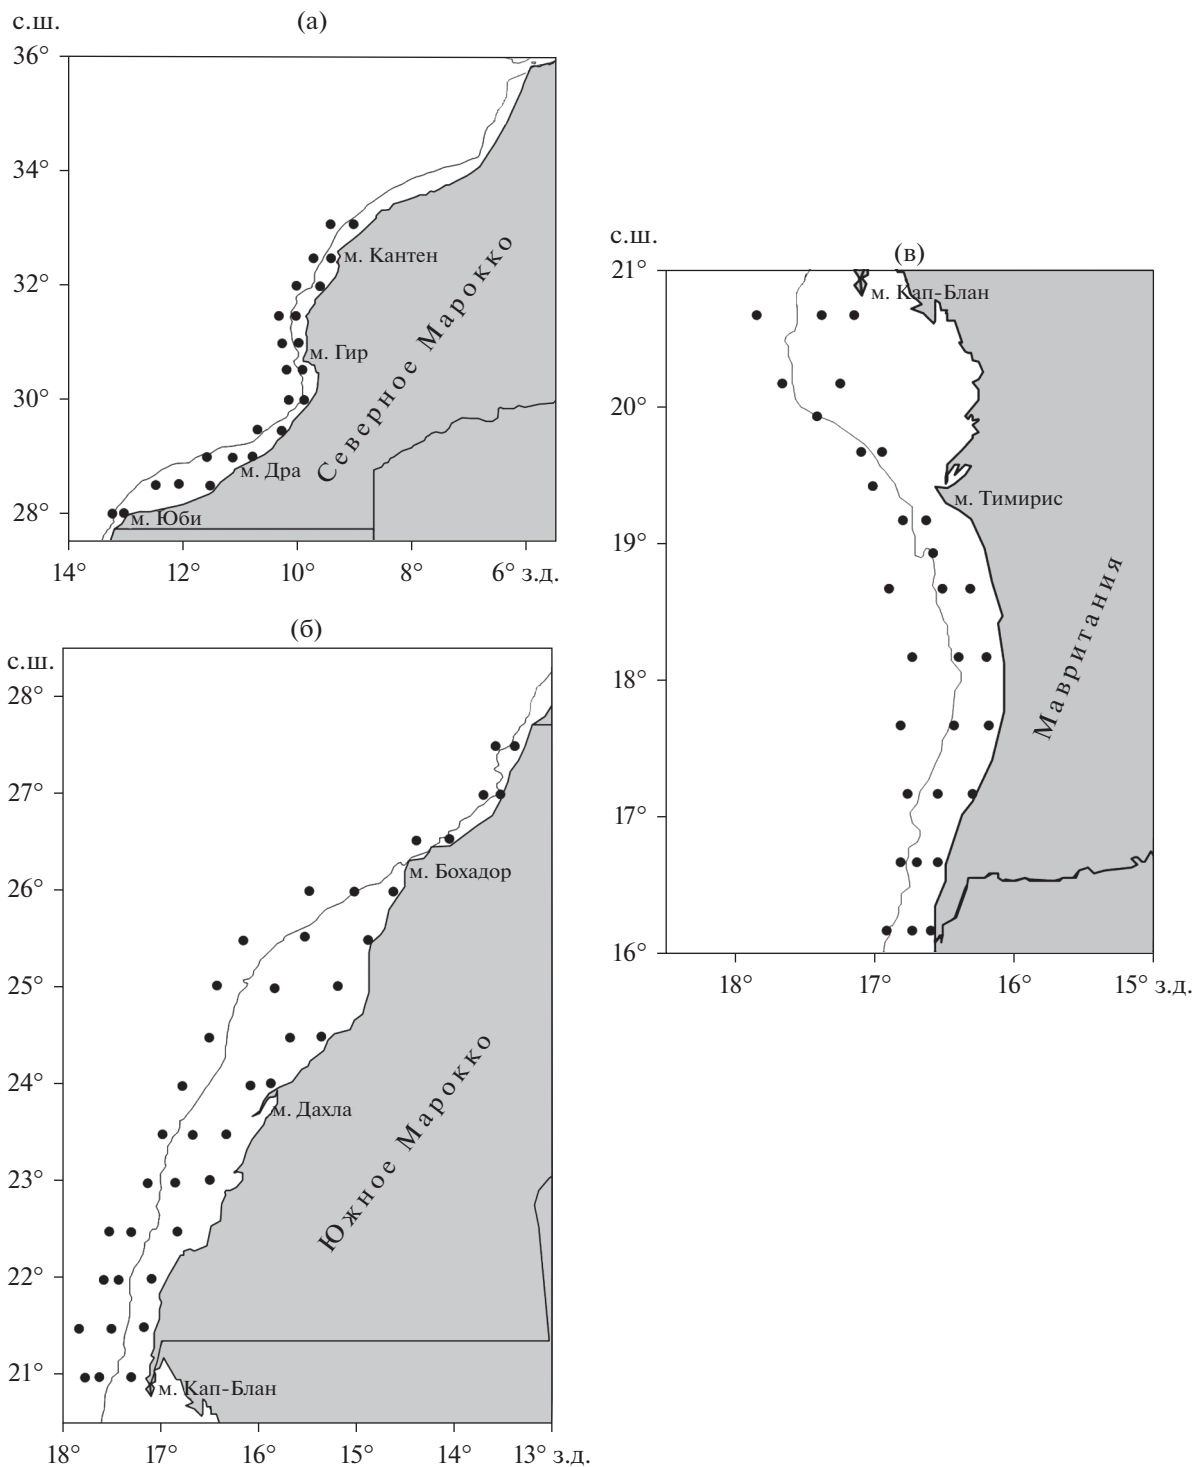 с.ш.
(а)
36°
34°
32°
30°
28°
м. Кантен
м. Гир
м. Дра
м. Юби
Северное Марокко
14°
12°
10°
8°
6° з.д.
(б)
с.ш.
28°
27°
26°
25°
24°
23°
22°
21°
м. Бохадор
м. Дахла
м. Кап-Блан
Южное Марокко
18°
17°
16°
15°
14°
13° з.д.
с.ш.
(в)
21°
20°
19°
18°
17°
16°
м. Кап-Блан
м. Тимирис
Мавритания
18°
17°
16°
15° з.д.